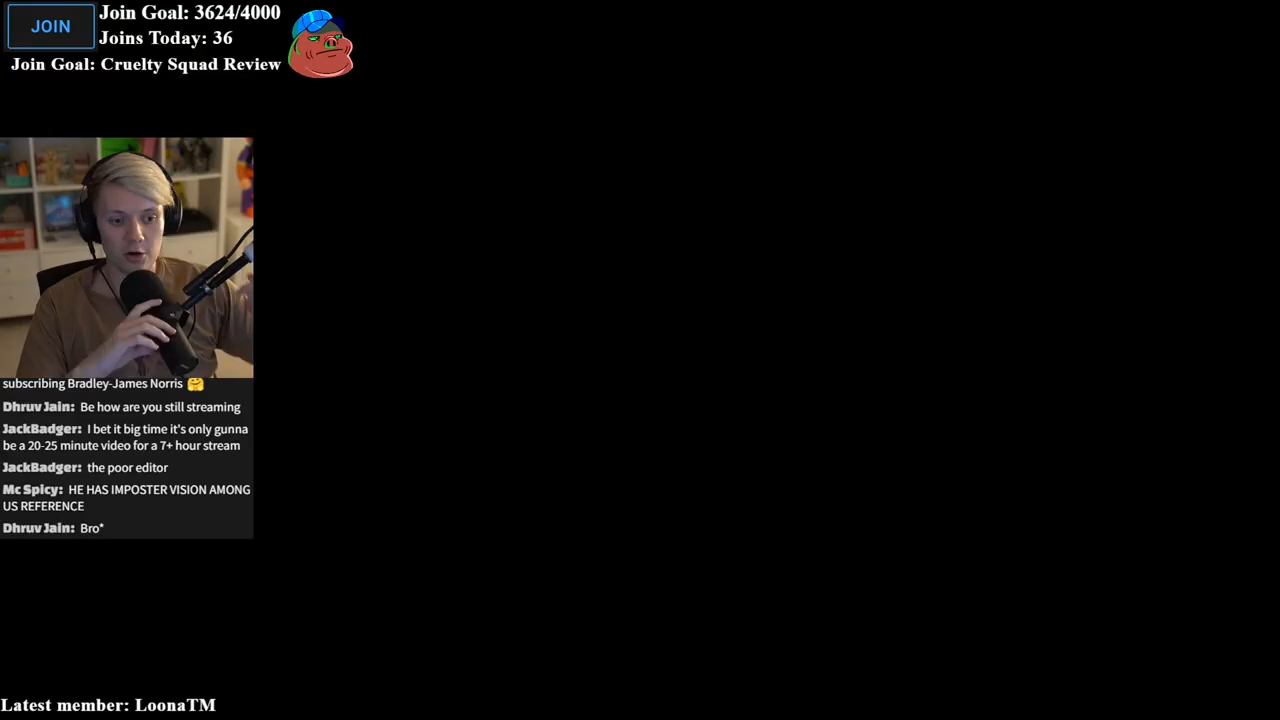 JOIN
Join Goal: 3624/4000
Joins Today: 36
Join Goal: Cruelty Squad Review
subscribing Bradley-James Norris 🤗
Dhruv Jain: Be how are you still streaming
JackBadger: I bet it big time it's only gunna
be a 20-25 minute video for a 7+ hour stream
JackBadger: the poor editor
Mc Spicy: HE HAS IMPOSTER VISION AMONG
US REFERENCE
Dhruv Jain: Bro*
Latest member: LoonaTM